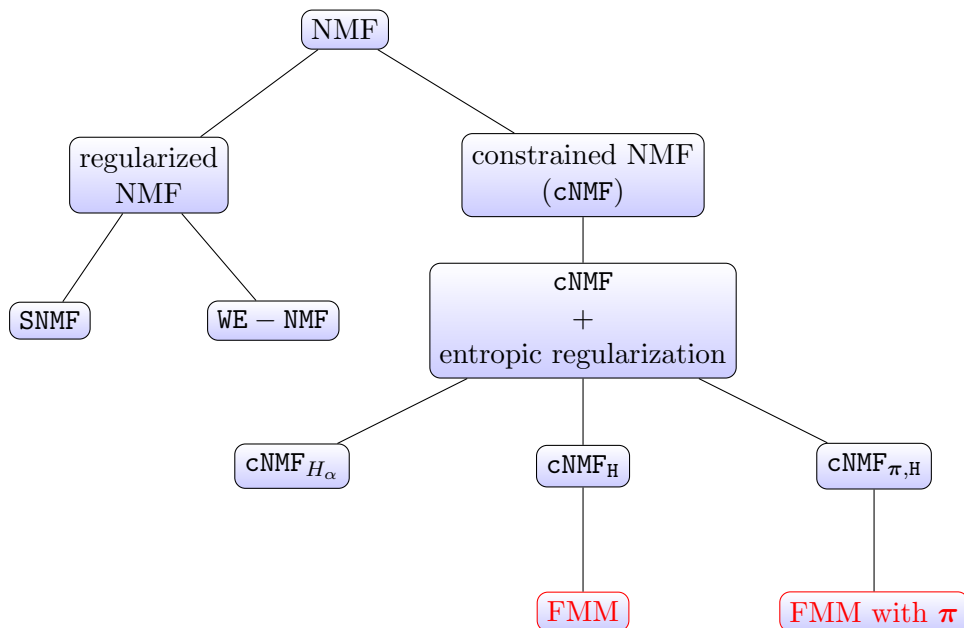 NMF
regularized
NMF
constrained NMF
(cNMF)
SNMF
WE − NMF
cNMF
+
entropic regularization
cNMF_{H_α}
cNMF_H
cNMF_{π,H}
FMM
FMM with π